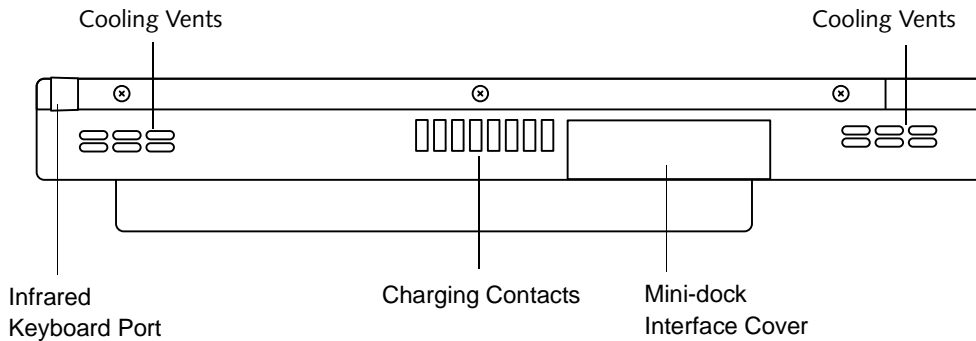 Cooling Vents
Cooling Vents
Infrared
Keyboard Port
Charging Contacts
Mini-dock
Interface Cover